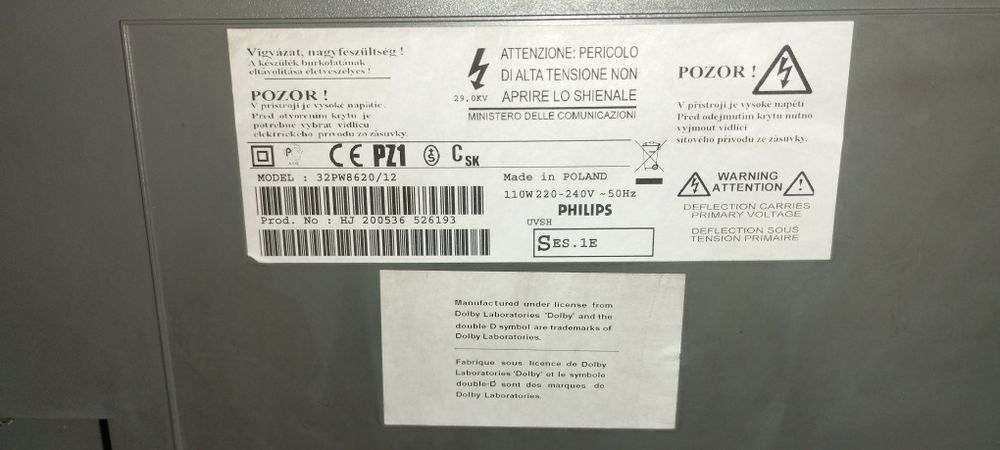 Vigyázat, nagyfeszültség !
A készülék burkolatának
eltávolítása életveszélyes !
POZOR !
V prístroji je vysoké napätie.
Pred otvorením krytu je
potrebné vybrat vidlicu
elektrického prívodu zo zásuvky.
29.0KV
ATTENZIONE: PERICOLO
DI ALTA TENSIONE NON
APRIRE LO SHIENALE
MINISTERO DELLE COMUNICAZIONI
POZOR !
V přístroji je vysoké napětí
Před odejmutím krytu nutno
vyjmout vidlici
síťového přívodu ze zásuvky.
CE PZ1 S CSK
MODEL : 32PW8620/12
Prod. No : HJ 200536 526193
Made in POLAND
110W 220-240V ~ 50Hz
PHILIPS
UVSH
SES.1E
WARNING
ATTENTION
DEFLECTION CARRIES
PRIMARY VOLTAGE
DEFLECTION SOUS
TENSION PRIMAIRE
Manufactured under license from
Dolby Laboratories 'Dolby' and the
double-D symbol are trademarks of
Dolby Laboratories.
Fabrique sous licence de Dolby
Laboratories 'Dolby' et le symbole
double-D sont des marques de
Dolby Laboratories.